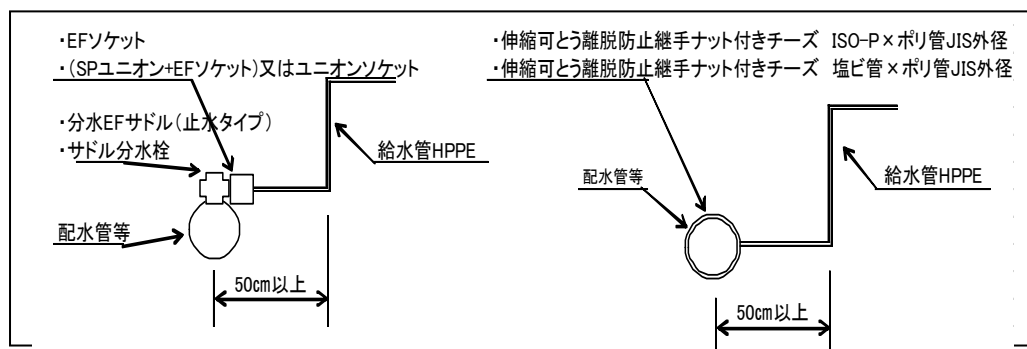 ・EFソケット
・(SPユニオン+EFソケット)又はユニオンソケット
・分水EFサドル(止水タイプ)
・サドル分水栓
給水管HPPE
配水管等
50㎝以上
・伸縮可とう離脱防止継手ナット付きチーズ ISO-P×ポリ管JIS外径
・伸縮可とう離脱防止継手ナット付きチーズ 塩ビ管×ポリ管JIS外径
配水管等
給水管HPPE
50㎝以上